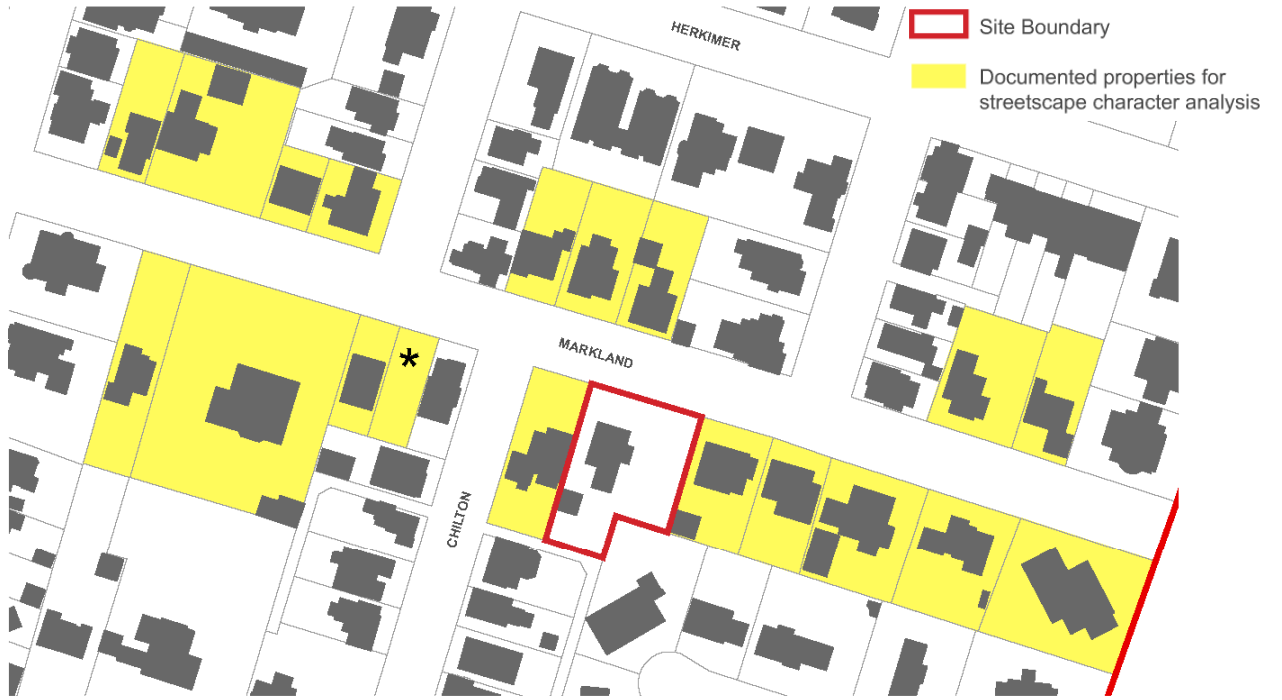 HERKIMER
Site Boundary
Documented properties for
streetscape character analysis
*
MARKLAND
CHILTON